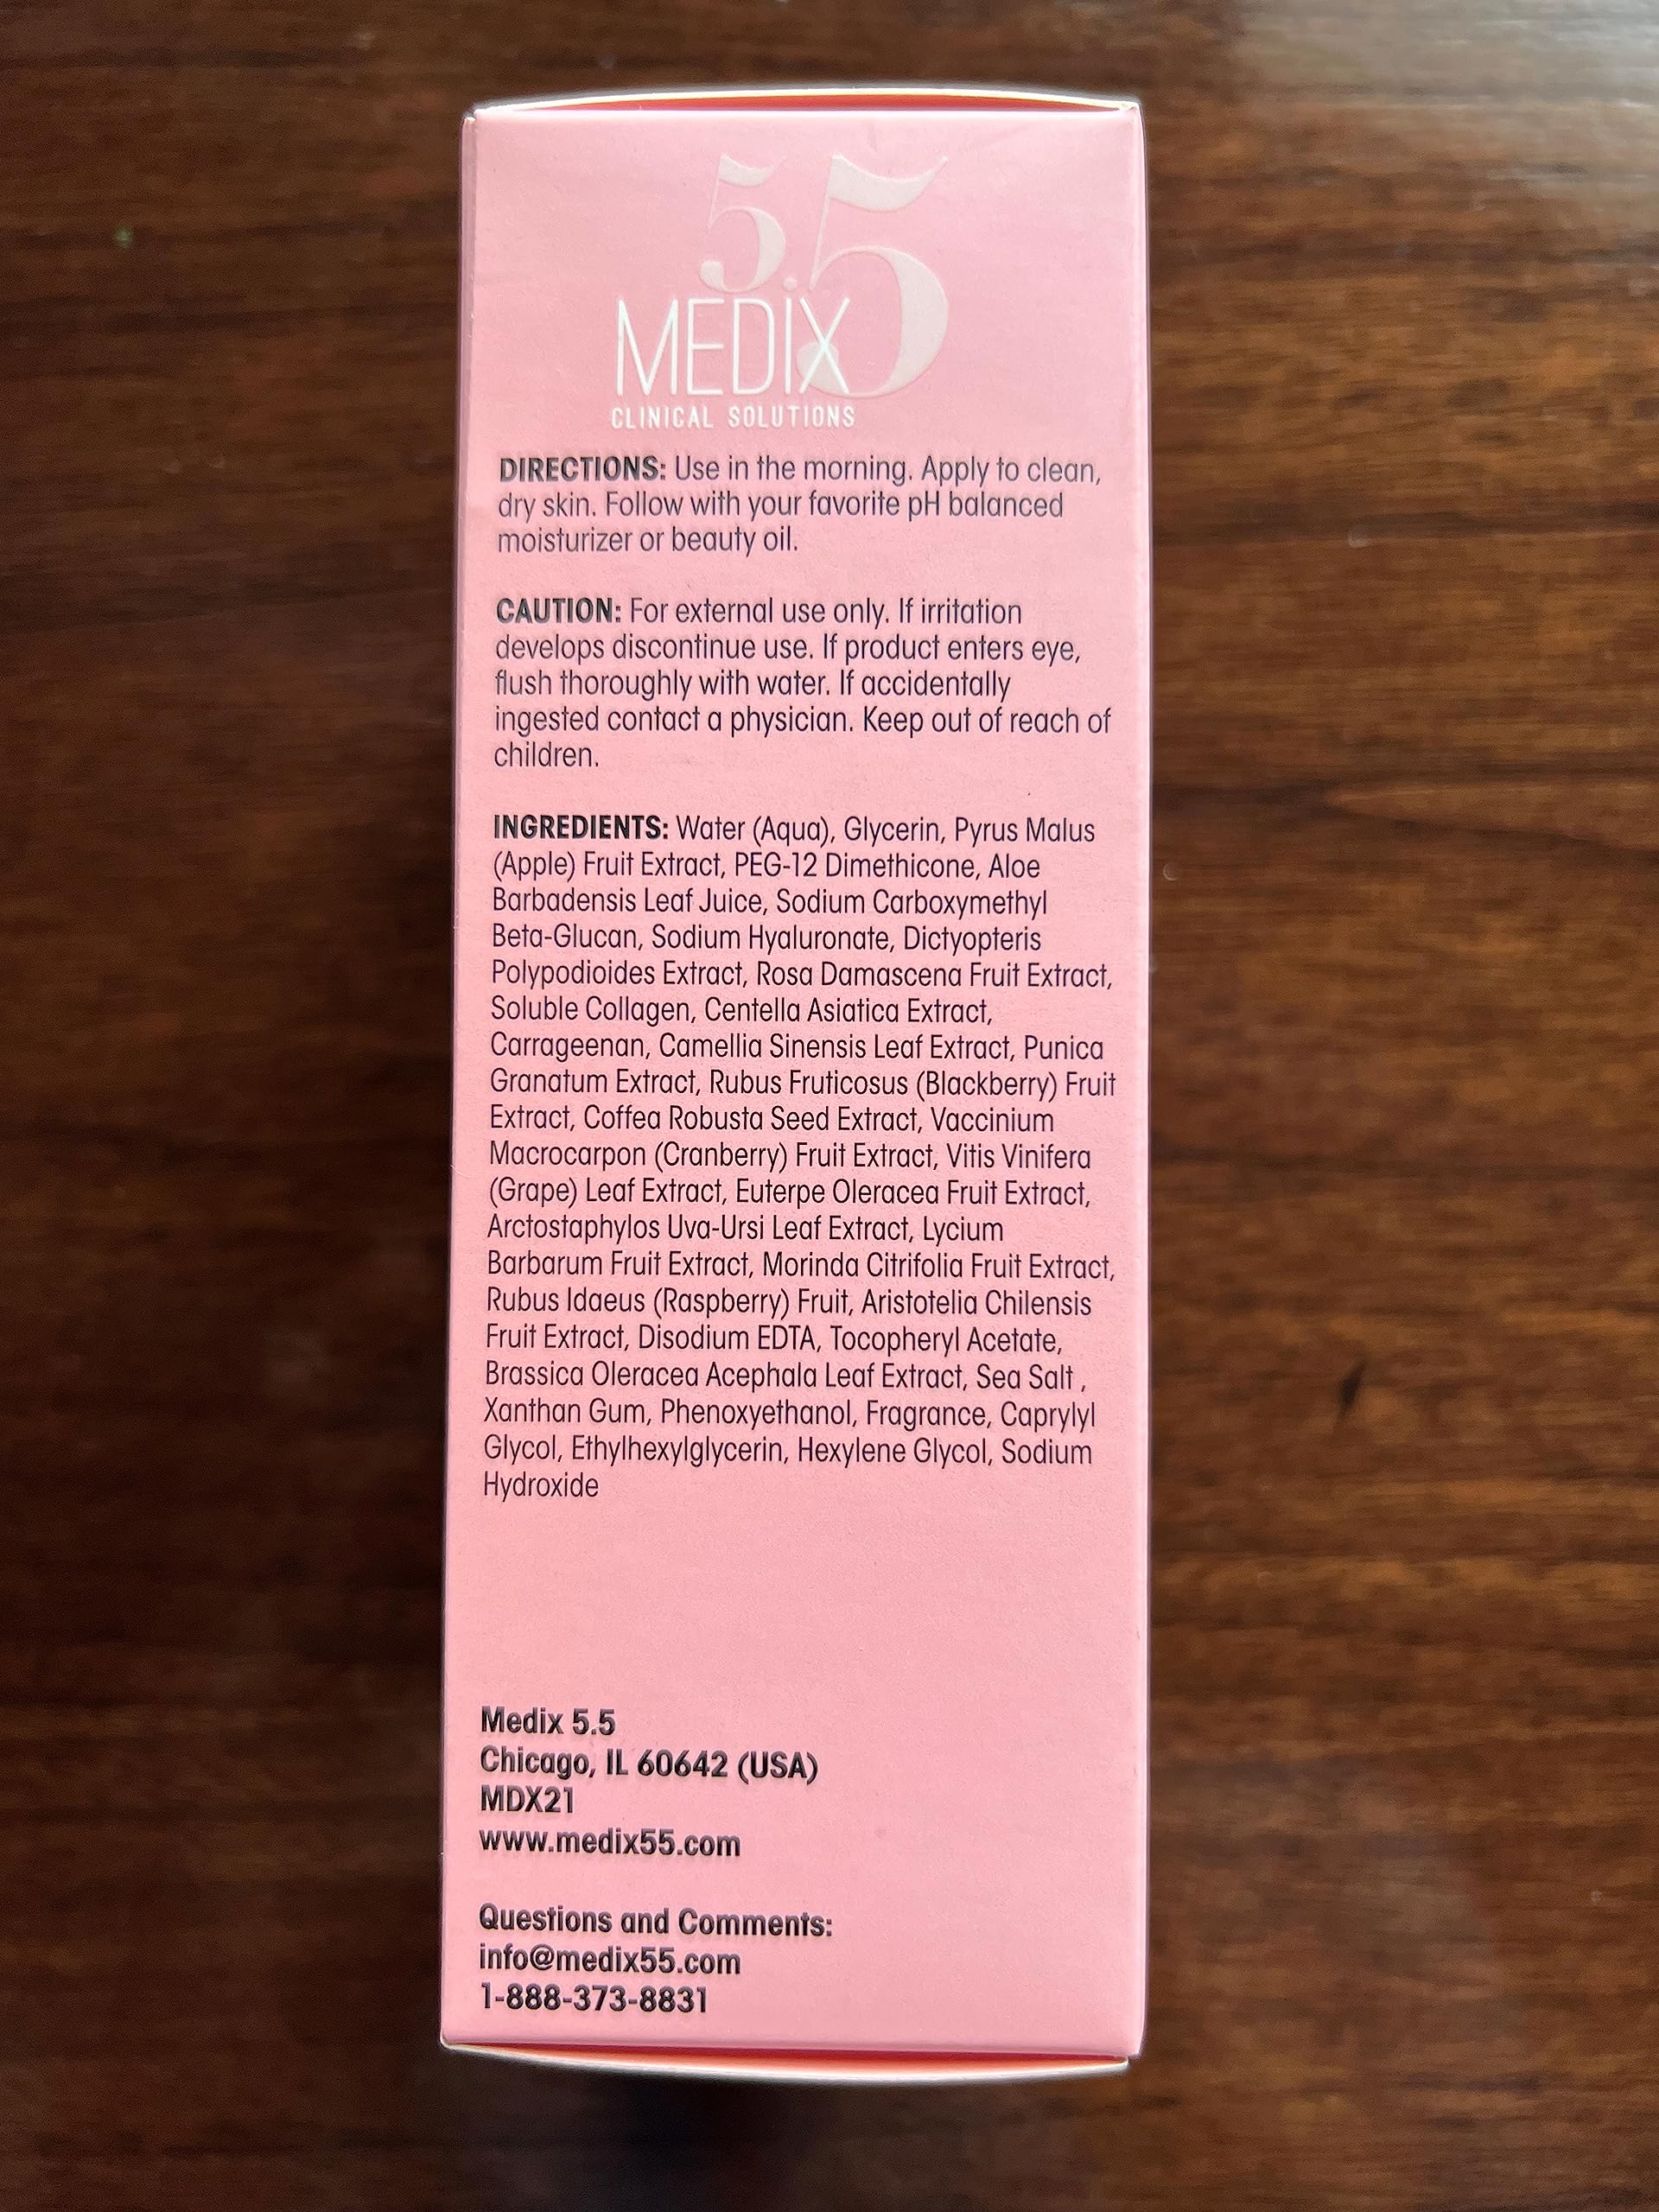 5.5
MEDIX
CLINICAL SOLUTIONS
DIRECTIONS: Use in the morning. Apply to clean,
dry skin. Follow with your favorite pH balanced
moisturizer or beauty oil.
CAUTION: For external use only. If irritation
develops discontinue use. If product enters eye,
flush thoroughly with water. If accidentally
ingested contact a physician. Keep out of reach of
children.
INGREDIENTS: Water (Aqua), Glycerin, Pyrus Malus
(Apple) Fruit Extract, PEG-12 Dimethicone, Aloe
Barbadensis Leaf Juice, Sodium Carboxymethyl
Beta-Glucan, Sodium Hyaluronate, Dictyopteris
Polypodioides Extract, Rosa Damascena Fruit Extract,
Soluble Collagen, Centella Asiatica Extract,
Carrageenan, Camellia Sinensis Leaf Extract, Punica
Granatum Extract, Rubus Fruticosus (Blackberry) Fruit
Extract, Coffea Robusta Seed Extract, Vaccinium
Macrocarpon (Cranberry) Fruit Extract, Vitis Vinifera
(Grape) Leaf Extract, Euterpe Oleracea Fruit Extract,
Arctostaphylos Uva-Ursi Leaf Extract, Lycium
Barbarum Fruit Extract, Morinda Citrifolia Fruit Extract,
Rubus Idaeus (Raspberry) Fruit, Aristotelia Chilensis
Fruit Extract, Disodium EDTA, Tocopheryl Acetate,
Brassica Oleracea Acephala Leaf Extract, Sea Salt ,
Xanthan Gum, Phenoxyethanol, Fragrance, Caprylyl
Glycol, Ethylhexylglycerin, Hexylene Glycol, Sodium
Hydroxide
Medix 5.5
Chicago, IL 60642 (USA)
MDX21
www.medix55.com
Questions and Comments:
info@medix55.com
1-888-373-8831